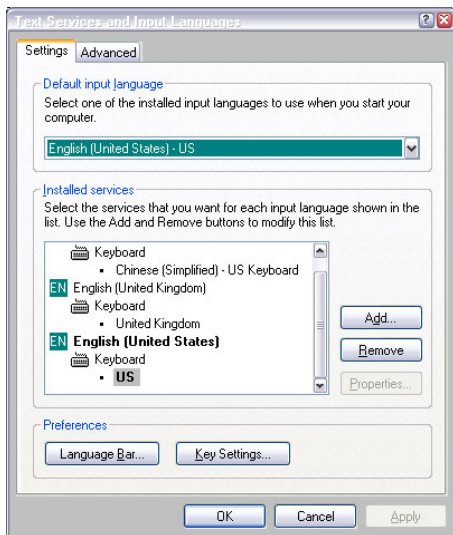 Text Services and Input Languages
Settings
Advanced
Default input language
Select one of the installed input languages to use when you start your
computer.
English (United States) - US
Installed services
Select the services that you want for each input language shown in the
list. Use the Add and Remove buttons to modify this list.
Keyboard
Chinese (Simplified) - US Keyboard
EN English (United Kingdom)
Keyboard
United Kingdom
EN English (United States)
Keyboard
US
Add...
Remove
Properties...
Preferences
Language Bar...
Key Settings...
OK
Cancel
Apply